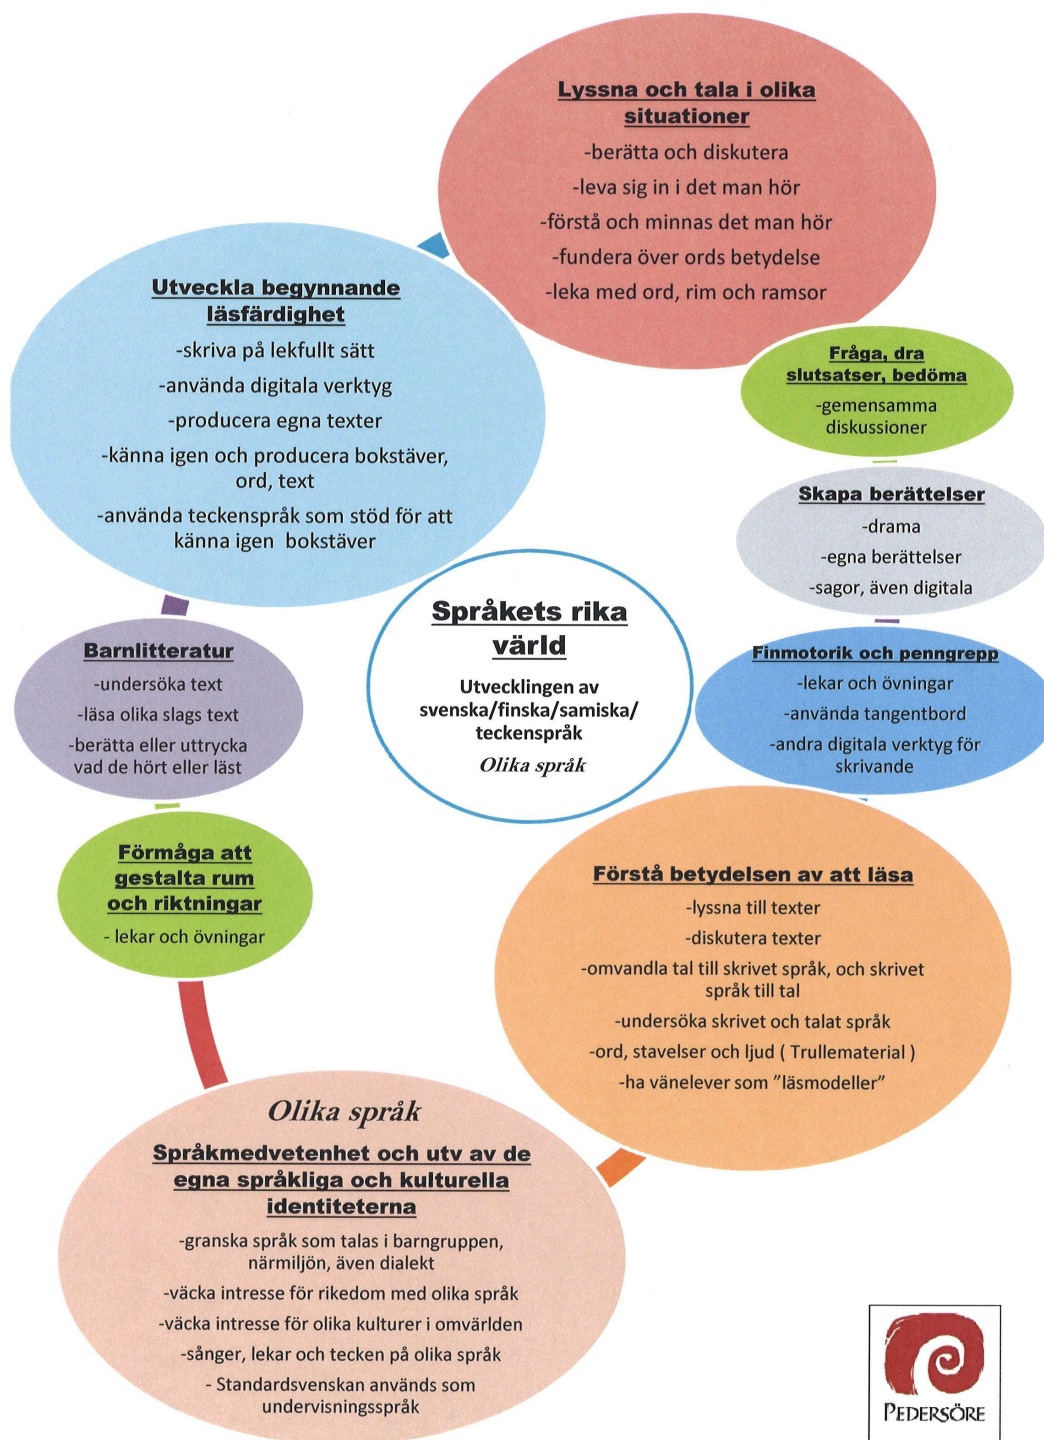 Lyssna och tala i olika
situationer
-berätta och diskutera
-leva sig in i det man hör
-förstå och minnas det man hör
-fundera över ords betydelse
-leka med ord, rim och ramsor
Fråga, dra
slutsatser, bedöma
-gemensamma
diskussioner
Skapa berättelser
-drama
-egna berättelser
-sagor, även digitala
Finmotorik och penngrepp
-lekar och övningar
-använda tangentbord
-andra digitala verktyg för
skrivande
Förstå betydelsen av att läsa
-lyssna till texter
-diskutera texter
-omvandla tal till skrivet språk, och skrivet
språk till tal
-undersöka skrivet och talat språk
-ord, stavelser och ljud ( Trullematerial )
-ha vänelever som ”läsmodeller”
Olika språk
Språkmedvetenhet och utv av de
egna språkliga och kulturella
identiteterna
-granska språk som talas i barngruppen,
närmiljön, även dialekt
-väcka intresse för rikedom med olika språk
-väcka intresse för olika kulturer i omvärlden
-sånger, lekar och tecken på olika språk
- Standardsvenskan används som
undervisningsspråk
Förmåga att
gestalta rum
och riktningar
- lekar och övningar
Barnlitteratur
-undersöka text
-läsa olika slags text
-berätta eller uttrycka
vad de hört eller läst
Utveckla begynnande
läsfärdighet
-skriva på lekfullt sätt
-använda digitala verktyg
-producera egna texter
-känna igen och producera bokstäver,
ord, text
-använda teckenspråk som stöd för att
känna igen bokstäver
Språkets rika
värld
Utvecklingen av
svenska/finska/samiska/
teckenspråk
Olika språk
PEDERSÖRE